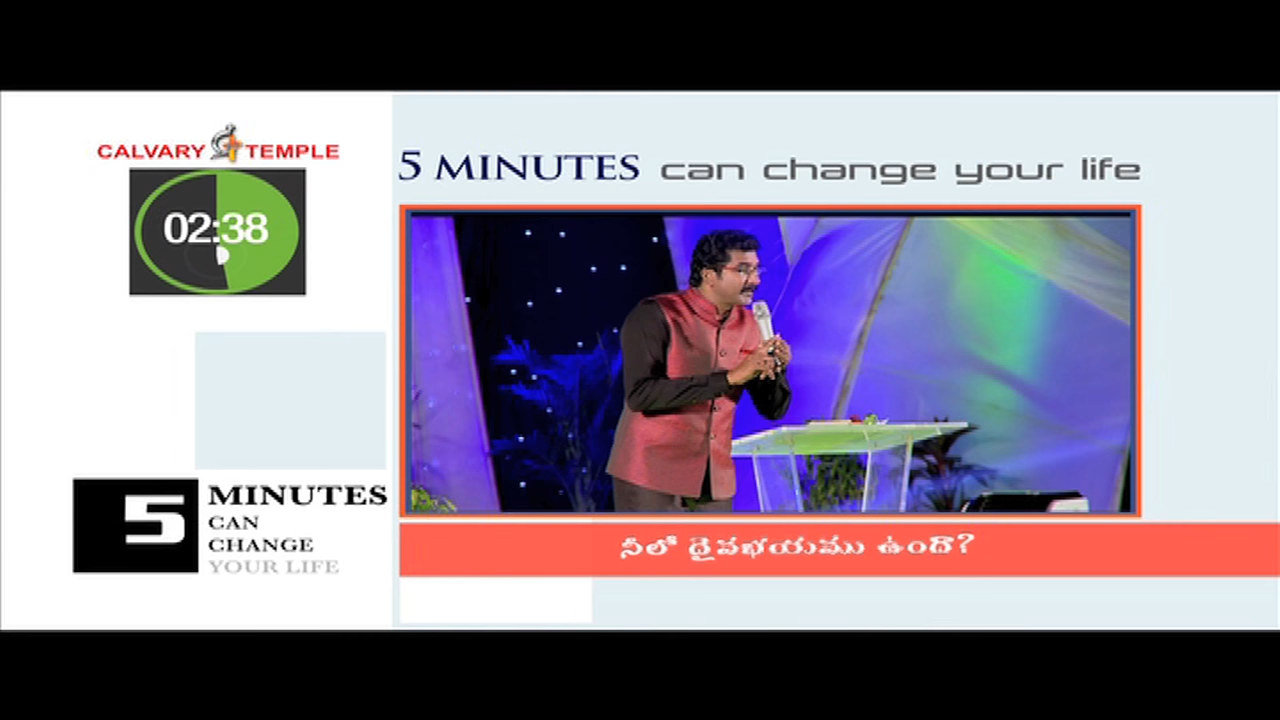 CALVARY TEMPLE
02:38
5 MINUTES can change your life
5 MINUTES
CAN
CHANGE
YOUR LIFE
నీలో దైవభయము ఉందా?